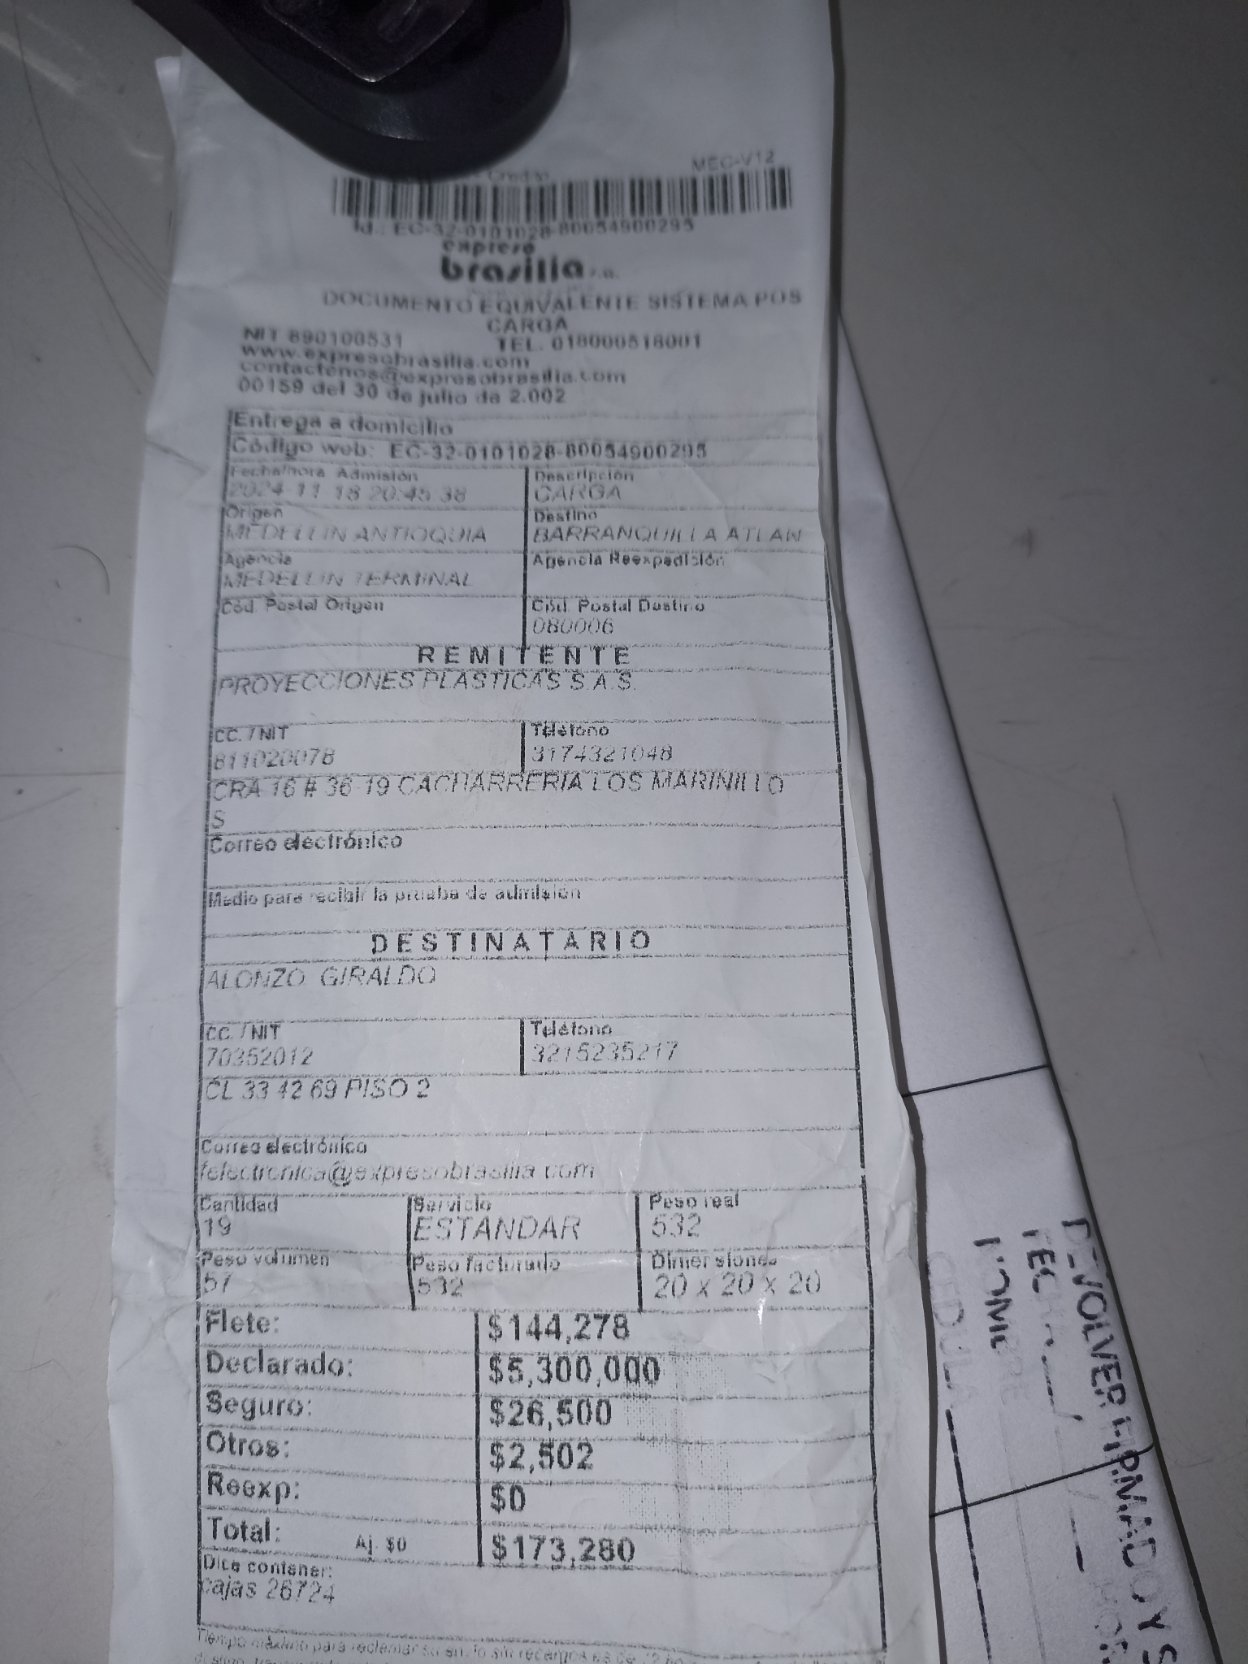 MEC-V12
Id.: EC-32-0101028-80054900295
expreso
brasilia s.a.
DOCUMENTO EQUIVALENTE SISTEMA POS
CARGA
NIT 890100531 TEL. 018000518001
www.expresobrasilia.com
contactenos@expresobrasilia.com
00159 del 30 de julio de 2.002
Entrega a domicilio
Código web: EC-32-0101028-80054900295
Fecha/hora Admisión Descripción
2024-11-18 20:45:38 CARGA
Origen Destino
MEDELLIN ANTIOQUIA BARRANQUILLA ATLAN
Agencia Agencia Reexpedisión
MEDELLIN TERMINAL
Cód. Postal Origen Cód. Postal Destino
080006
REMITENTE
PROYECCIONES PLASTICAS S.A.S.
CC. / NIT Teléfono
811020078 3174321048
CRA 16 # 36-19 CACHARRERIA LOS MARINILLO
S
Correo electrónico
Medio para recibir la prueba de admisión
DESTINATARIO
ALONZO GIRALDO
CC. / NIT Teléfono
70352012 3215235217
CL 33 42 69 PISO 2
Correo electrónico
felectronica@expresobrasilia.com
Cantidad Servicio Peso real
19 ESTANDAR 532
Peso volumen Peso facturado Dimensiones
57 532 20 x 20 x 20
Flete: $144,278
Declarado: $5,300,000
Seguro: $26,500
Otros: $2,502
Reexp: $0
Total: Aj. $0 $173,280
Dice contener:
cajas 26724
Tiempo máximo para reclamar su
DEVOLVER FIRMADO Y S